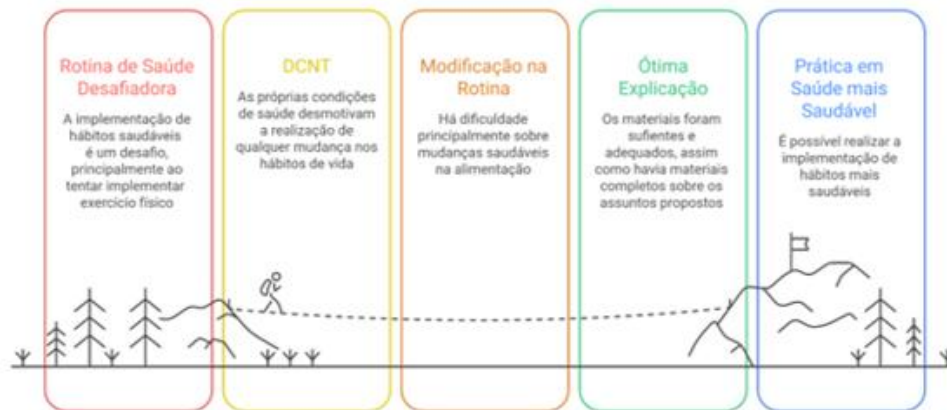 Rotina de Saúde
Desafiadora
A implementação de
hábitos saudáveis
é um desafio,
principalmente ao
tentar implementar
exercício físico
DCNT
As próprias condições
de saúde desmotivam
a realização de
qualquer mudança nos
hábitos de vida
Modificação na
Rotina
Há dificuldade
principalmente sobre
mudanças saudáveis
na alimentação
Ótima
Explicação
Os materiais foram
sufientes e
adequados, assim
como havia materiais
completos sobre os
assuntos propostos
Prática em
Saúde mais
Saudável
É possível realizar a
implementação de
hábitos mais
saudáveis